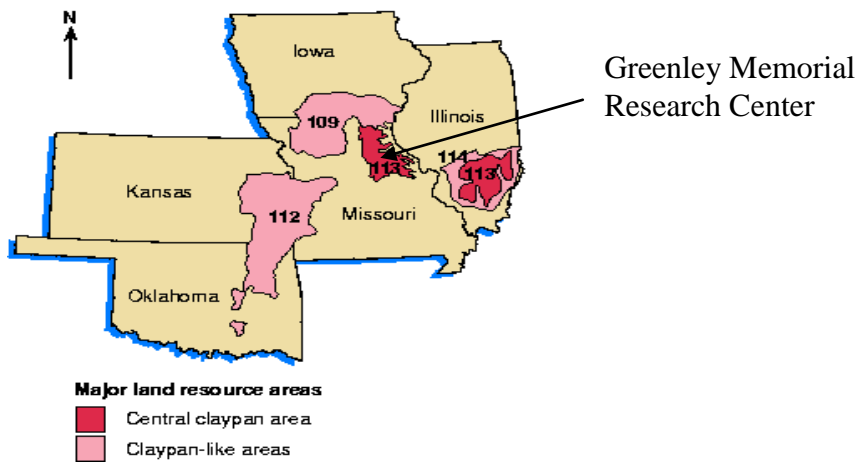 N
Iowa
Greenley Memorial
Research Center
Illinois
109
114
113
113
Kansas
112
Missouri
Oklahoma
Major land resource areas
Central claypan area
Claypan-like areas